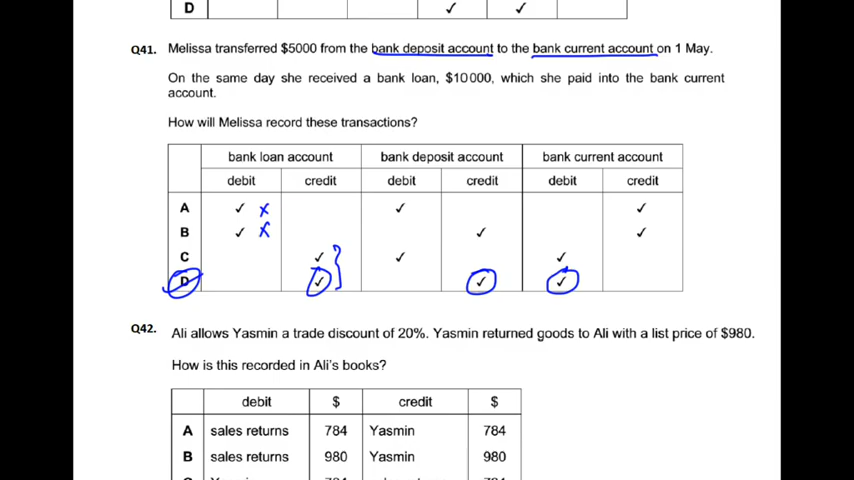 D ✓ ✓
Q41. Melissa transferred $5000 from the bank deposit account to the bank current account on 1 May.
On the same day she received a bank loan, $10000, which she paid into the bank current
account.
How will Melissa record these transactions?
bank loan account bank deposit account bank current account
debit credit debit credit debit credit
A ✓ x ✓ ✓
B ✓ x ✓ ✓
C ✓ ✓ ✓
D ✓ ✓ ✓
Q42. Ali allows Yasmin a trade discount of 20%. Yasmin returned goods to Ali with a list price of $980.
How is this recorded in Ali's books?
debit $ credit $
A sales returns 784 Yasmin 784
B sales returns 980 Yasmin 980